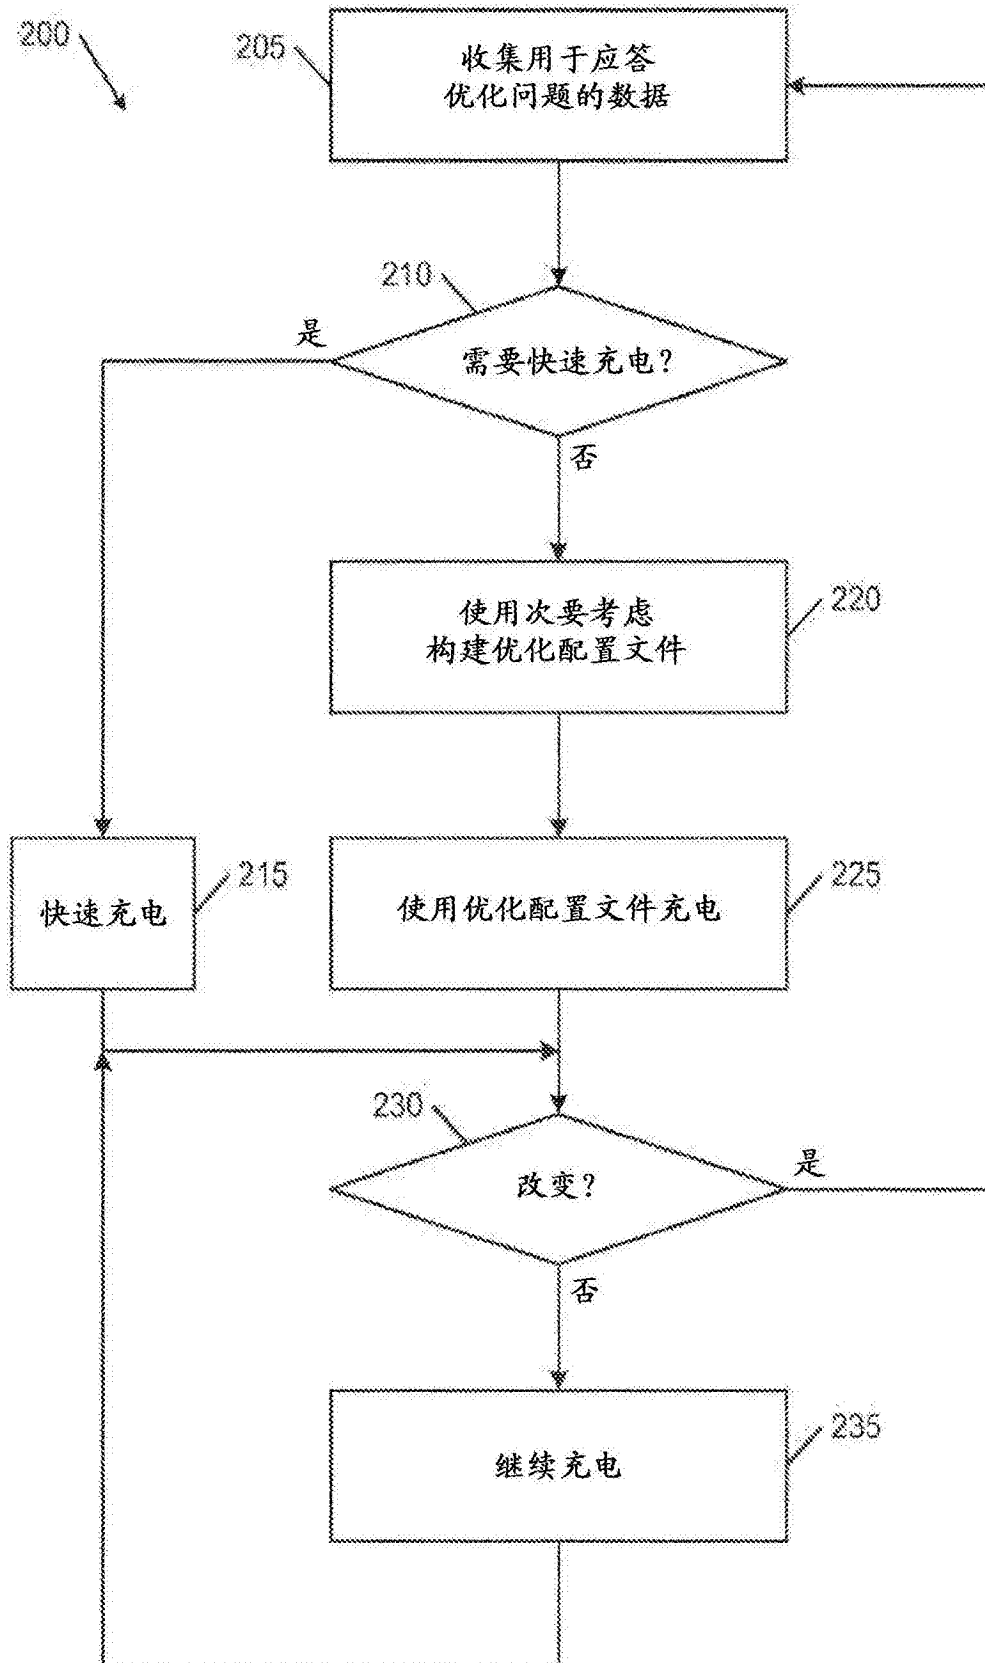 200
205
收集用于应答
优化问题的数据
210
是
需要快速充电?
否
220
使用次要考虑
构建优化配置文件
215
快速充电
225
使用优化配置文件充电
230
改变?
是
否
235
继续充电